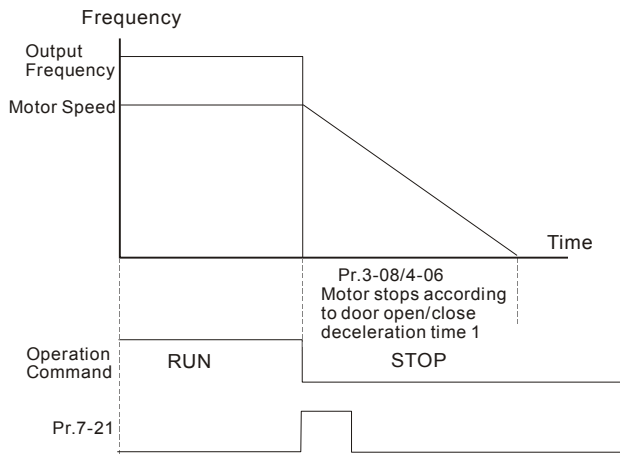 Frequency
Output
Frequency
Motor Speed
Time
Pr.3-08/4-06
Motor stops according
to door open/close
deceleration time 1
Operation
Command
RUN
STOP
Pr.7-21